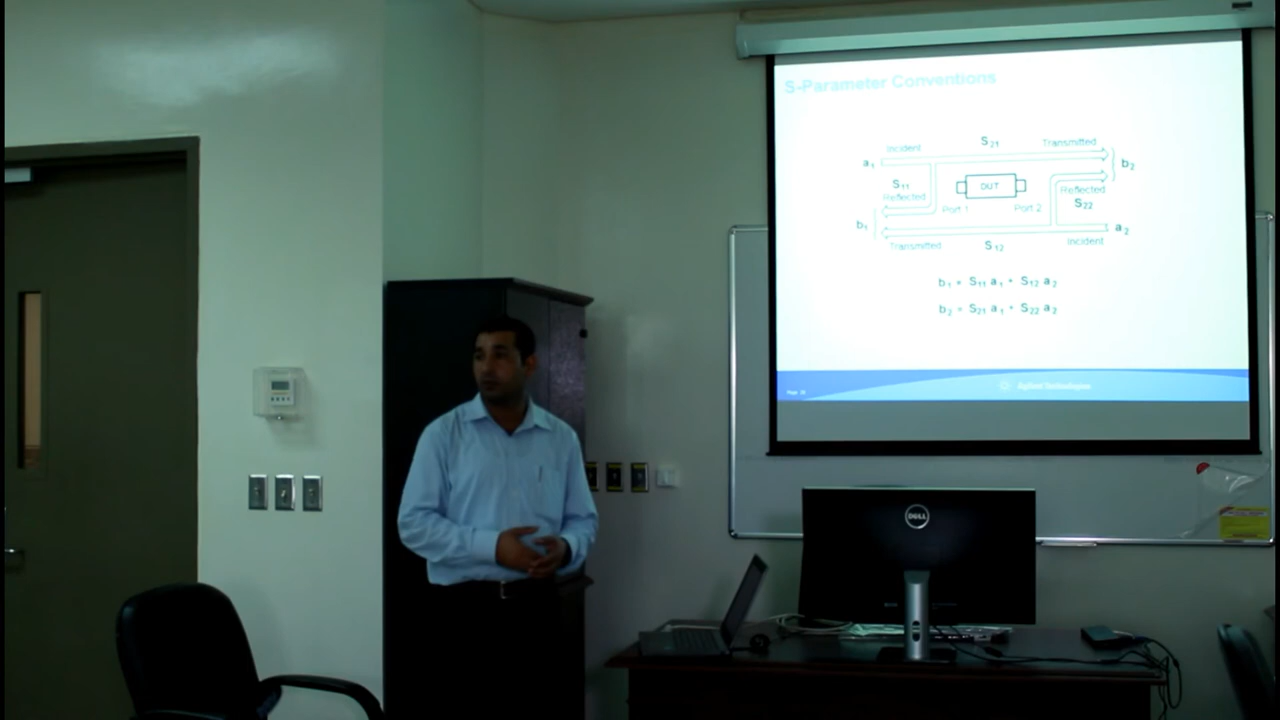 S-Parameter Conventions
Incident S21 Transmitted
a1 b2
S11 DUT Reflected
Reflected Port 1 Port 2 S22
b1 a2
Transmitted S12 Incident
b1 = S11 a1 + S12 a2
b2 = S21 a1 + S22 a2
Agilent Technologies
DELL